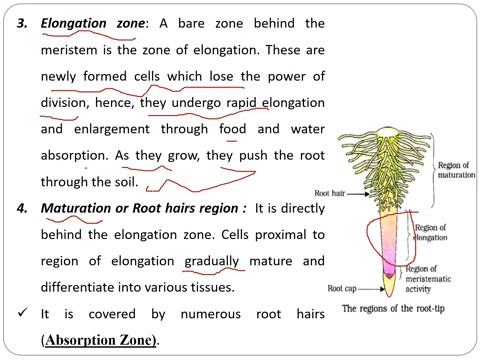 3. Elongation zone: A bare zone behind the
meristem is the zone of elongation. These are
newly formed cells which lose the power of
division, hence, they undergo rapid elongation
and enlargement through food and water
absorption. As they grow, they push the root
through the soil.
4. Maturation or Root hairs region : It is directly
behind the elongation zone. Cells proximal to
region of elongation gradually mature and
differentiate into various tissues.
✓ It is covered by numerous root hairs
(Absorption Zone).
Region of
maturation
Root hair
Region of
elongation
Region of
meristematic
activity
Root cap
The regions of the root-tip